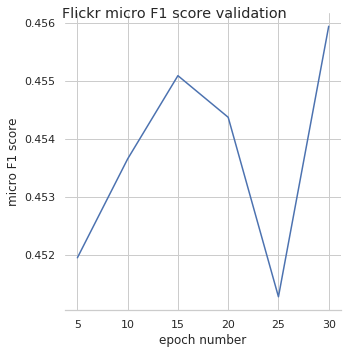 Flickr micro F1 score validation
0.456
0.455
0.454
0.453
0.452
micro F1 score
5 10 15 20 25 30
epoch number